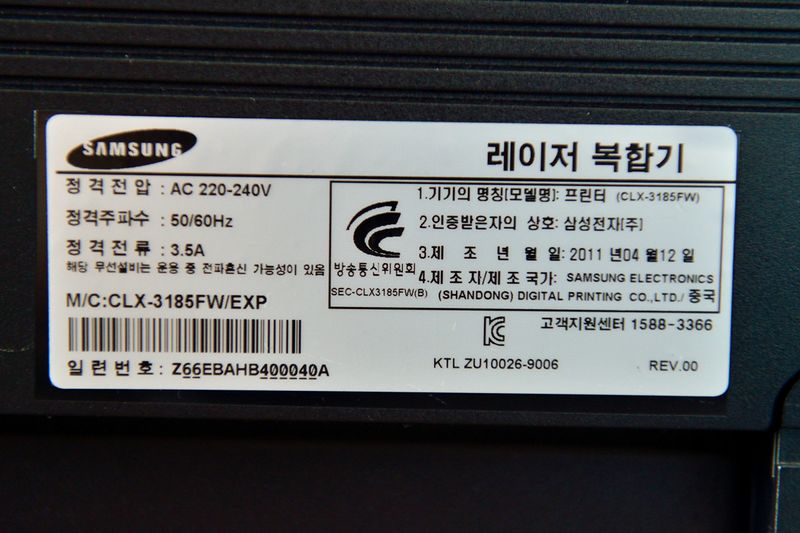 SAMSUNG
레이저 복합기
정격전압 : AC 220-240V
정격주파수 : 50/60Hz
정격전류 : 3.5A
해당 무선설비는 운용 중 전파혼신 가능성이 있음
M/C:CLX-3185FW/EXP
일련번호 : Z66EBAHB400040A
방송통신위원회
SEC-CLX3185FW(B)
1.기기의 명칭[모델명]: 프린터 (CLX-3185FW)
2.인증받은자의 상호: 삼성전자[주]
3.제 조 년 월 일: 2011 년04 월12 일
4.제조자/제조국가: SAMSUNG ELECTRONICS
(SHANDONG) DIGITAL PRINTING CO.,LTD./ 중국
고객지원센터 1588-3366
KTL ZU10026-9006
REV.00